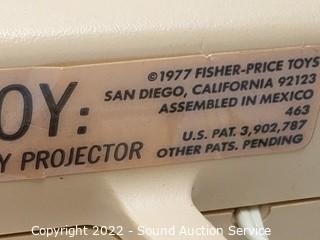 OY:
Y PROJECTOR
©1977 FISHER-PRICE TOYS
SAN DIEGO, CALIFORNIA 92123
ASSEMBLED IN MEXICO
463
U.S. PAT. 3,902,787
OTHER PATS. PENDING
Copyright 2022 - Sound Auction Service